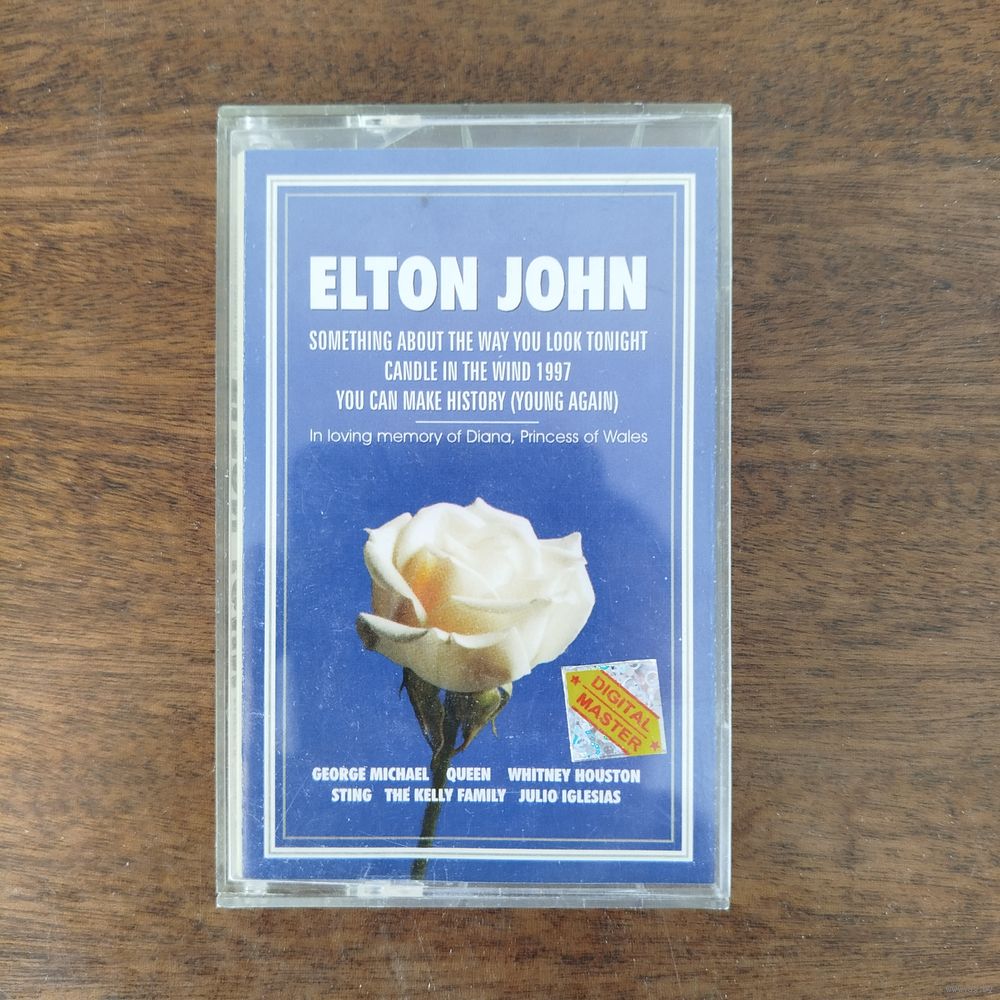 ELTON JOHN
SOMETHING ABOUT THE WAY YOU LOOK TONIGHT
CANDLE IN THE WIND 1997
YOU CAN MAKE HISTORY (YOUNG AGAIN)
In loving memory of Diana, Princess of Wales
DIGITAL
MASTER
GEORGE MICHAEL QUEEN WHITNEY HOUSTON
STING THE KELLY FAMILY JULIO IGLESIAS